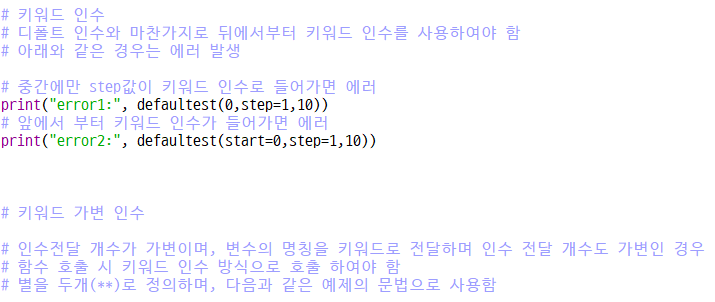 # 키워드 인수
# 디폴트 인수와 마찬가지로 뒤에서부터 키워드 인수를 사용하여야 함
# 아래와 같은 경우는 에러 발생
# 중간에만 step값이 키워드 인수로 들어가면 에러
print("error1:", defaultest(0,step=1,10))
# 앞에서 부터 키워드 인수가 들어가면 에러
print("error2:", defaultest(start=0,step=1,10))
# 키워드 가변 인수
# 인수전달 개수가 가변이며, 변수의 명칭을 키워드로 전달하며 인수 전달 개수도 가변인 경우
# 함수 호출 시 키워드 인수 방식으로 호출 하여야 함
# 별을 두개(**)로 정의하며, 다음과 같은 예제의 문법으로 사용함